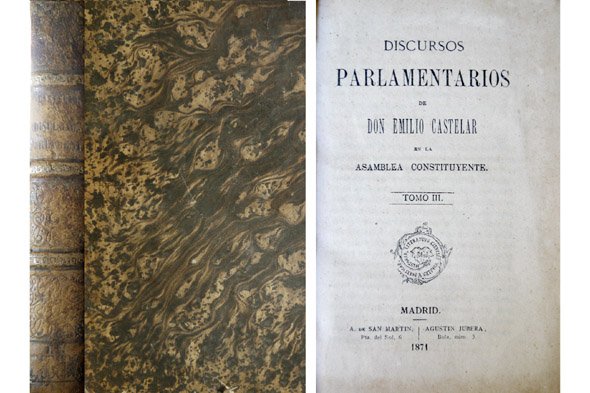 DISCURSOS
PARLAMENTARIOS
DE
DON EMILIO CASTELAR
EN LA
ASAMBLEA CONSTITUYENTE.
TOMO III.
MADRID.
A. DE SAN MARTIN, AGUSTIN JUBERA,
Pta. del Sol, 6 Bola, núm. 3
1871